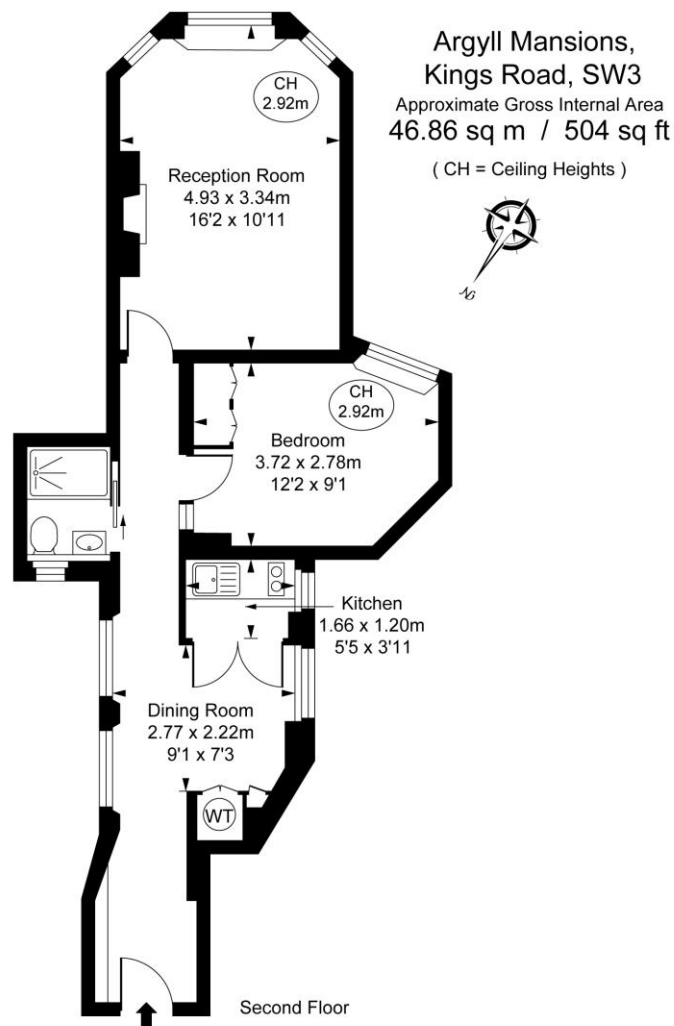 Argyll Mansions,
Kings Road, SW3
Approximate Gross Internal Area
46.86 sq m / 504 sq ft
( CH = Ceiling Heights )
N
CH
2.92m
Reception Room
4.93 x 3.34m
16'2 x 10'11
CH
2.92m
Bedroom
3.72 x 2.78m
12'2 x 9'1
Kitchen
1.66 x 1.20m
5'5 x 3'11
Dining Room
2.77 x 2.22m
9'1 x 7'3
WT
Second Floor